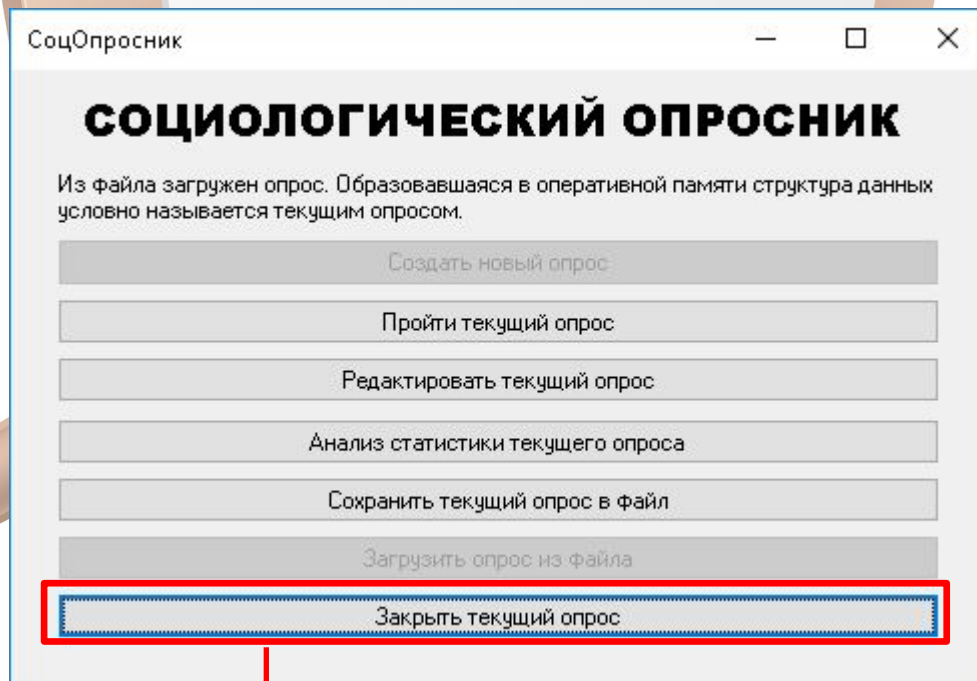 СоцОпросник
СОЦИОЛОГИЧЕСКИЙ ОПРОСНИК
Из файла загружен опрос. Образовавшаяся в оперативной памяти структура данных
условно называется текущим опросом.
Создать новый опрос
Пройти текущий опрос
Редактировать текущий опрос
Анализ статистики текущего опроса
Сохранить текущий опрос в файл
Загрузить опрос из файла
Закрыть текущий опрос